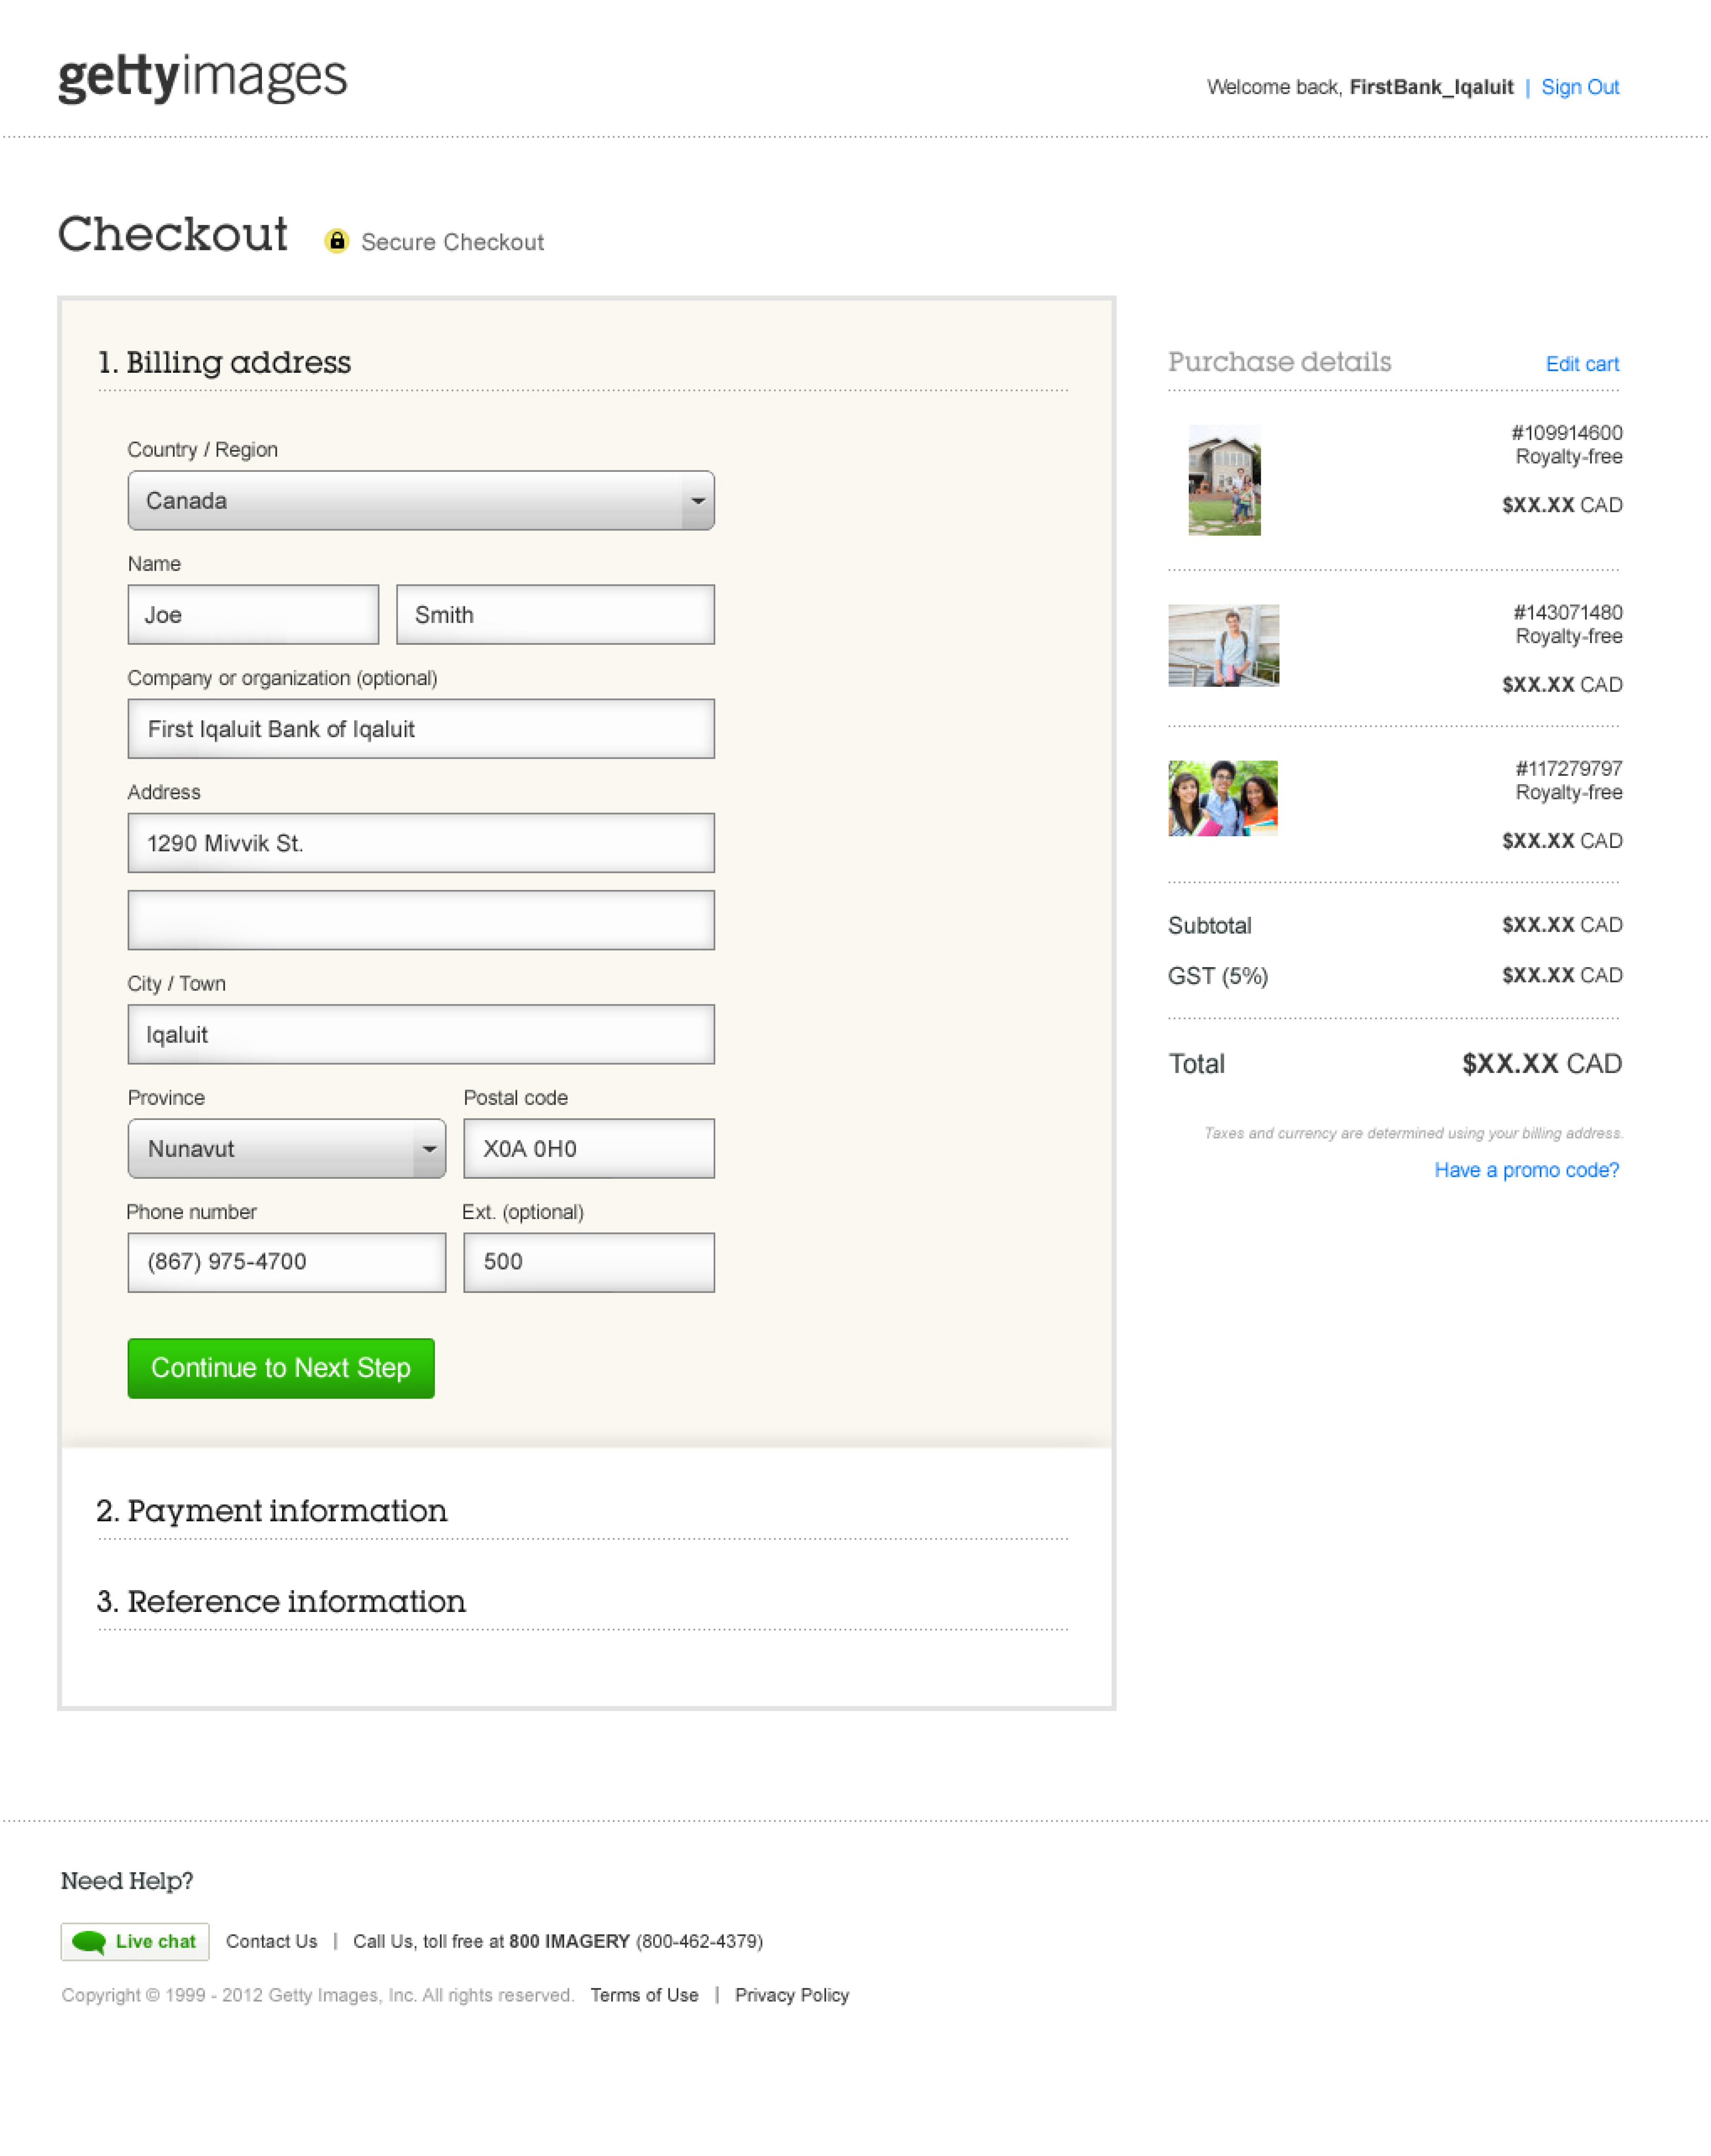 gettyimages
Welcome back, FirstBank_Iqaluit | Sign Out
Checkout
Secure Checkout
1. Billing address
Country / Region
Canada
Name
Joe Smith
Company or organization (optional)
First Iqaluit Bank of Iqaluit
Address
1290 Mivvik St.
City / Town
Iqaluit
Province Postal code
Nunavut X0A 0H0
Phone number Ext. (optional)
(867) 975-4700 500
Continue to Next Step
2. Payment information
3. Reference information
Purchase details Edit cart
#109914600
Royalty-free
$XX.XX CAD
#143071480
Royalty-free
$XX.XX CAD
#117279797
Royalty-free
$XX.XX CAD
Subtotal $XX.XX CAD
GST (5%) $XX.XX CAD
Total $XX.XX CAD
Taxes and currency are determined using your billing address.
Have a promo code?
Need Help?
Live chat Contact Us | Call Us, toll free at 800 IMAGERY (800-462-4379)
Copyright © 1999 - 2012 Getty Images, Inc. All rights reserved. Terms of Use | Privacy Policy